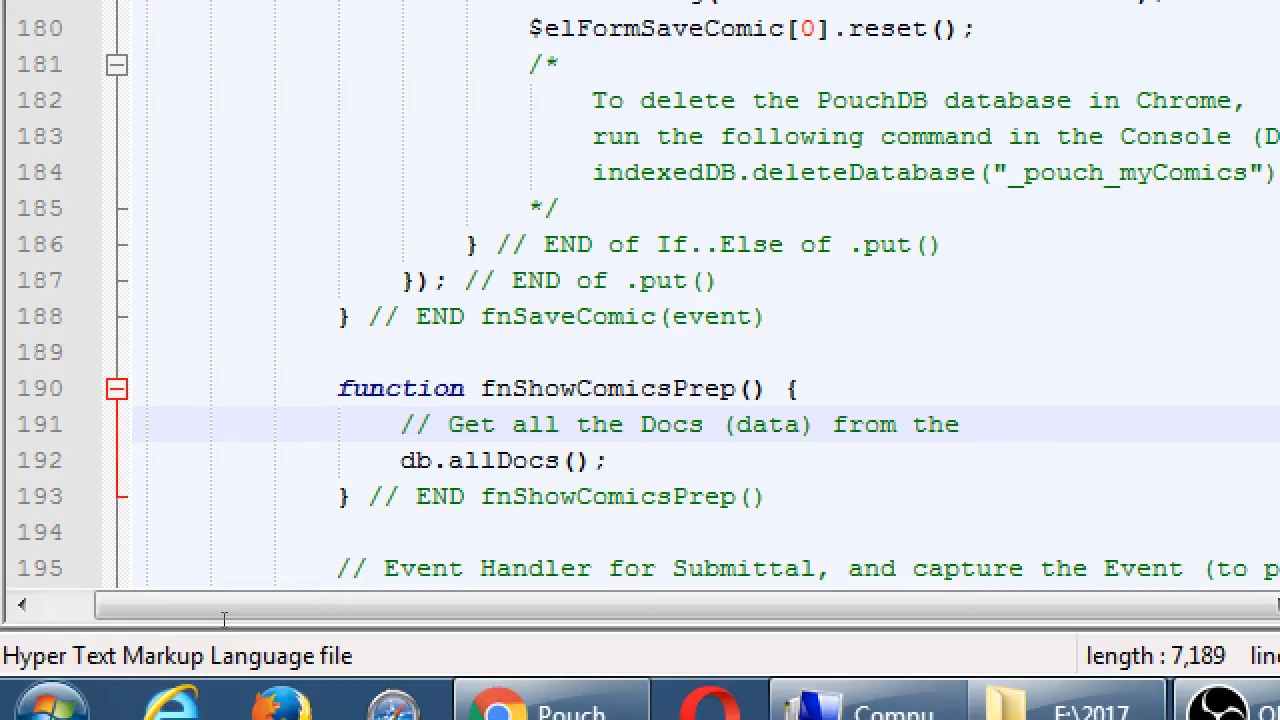 180 $elFormSaveComic[0].reset();
181 /*
182 To delete the PouchDB database in Chrome,
183 run the following command in the Console (D
184 indexedDB.deleteDatabase("_pouch_myComics")
185 */
186 } // END of If..Else of .put()
187 }); // END of .put()
188 } // END fnSaveComic(event)
189
190 function fnShowComicsPrep() {
191 // Get all the Docs (data) from the
192 db.allDocs();
193 } // END fnShowComicsPrep()
194
195 // Event Handler for Submittal, and capture the Event (to p
Hyper Text Markup Language file length : 7,189 line
Pouch Compu E:\2017